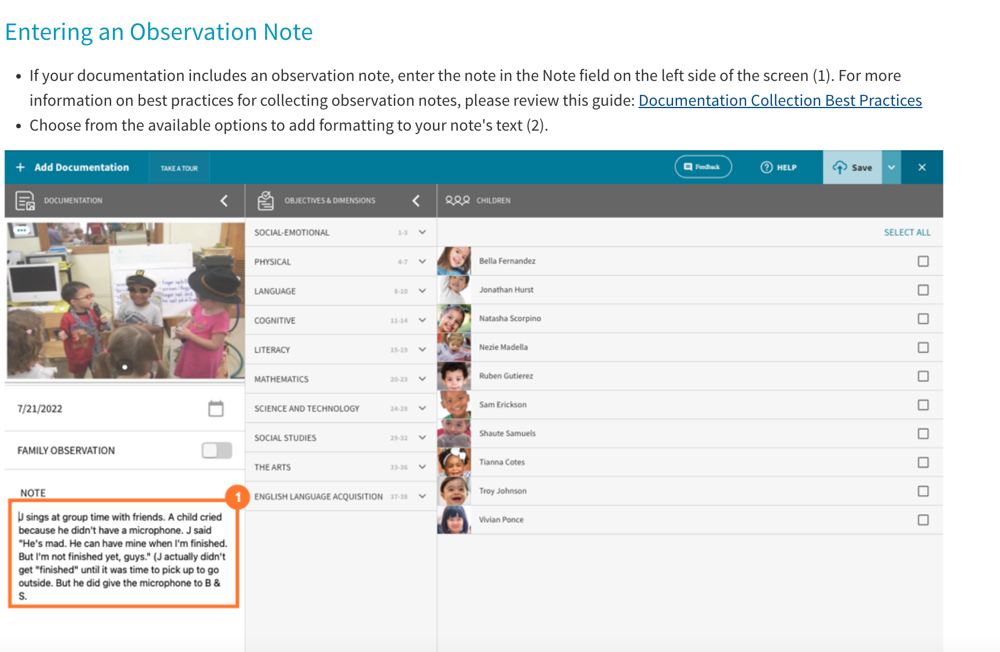 Entering an Observation Note
• If your documentation includes an observation note, enter the note in the Note field on the left side of the screen (1). For more
information on best practices for collecting observation notes, please review this guide: Documentation Collection Best Practices
• Choose from the available options to add formatting to your note's text (2).
+ Add Documentation
TAKE A TOUR
Feedback
? HELP
Save
×
DOCUMENTATION
OBJECTIVES & DIMENSIONS
CHILDREN
7/21/2022
FAMILY OBSERVATION
NOTE
1
J sings at group time with friends. A child cried
because he didn't have a microphone. J said
"He's mad. He can have mine when I'm finished.
But I'm not finished yet, guys." (J actually didn't
get "finished" until it was time to pick up to go
outside. But he did give the microphone to B &
S.
SOCIAL-EMOTIONAL 1-3
PHYSICAL 4-7
LANGUAGE 8-10
COGNITIVE 11-14
LITERACY 15-19
MATHEMATICS 20-23
SCIENCE AND TECHNOLOGY 24-28
SOCIAL STUDIES 29-32
THE ARTS 33-36
ENGLISH LANGUAGE ACQUISITION 37-38
SELECT ALL
Bella Fernandez
Jonathan Hurst
Natasha Scorpino
Nezie Madella
Ruben Gutierez
Sam Erickson
Shaute Samuels
Tianna Cotes
Troy Johnson
Vivian Ponce